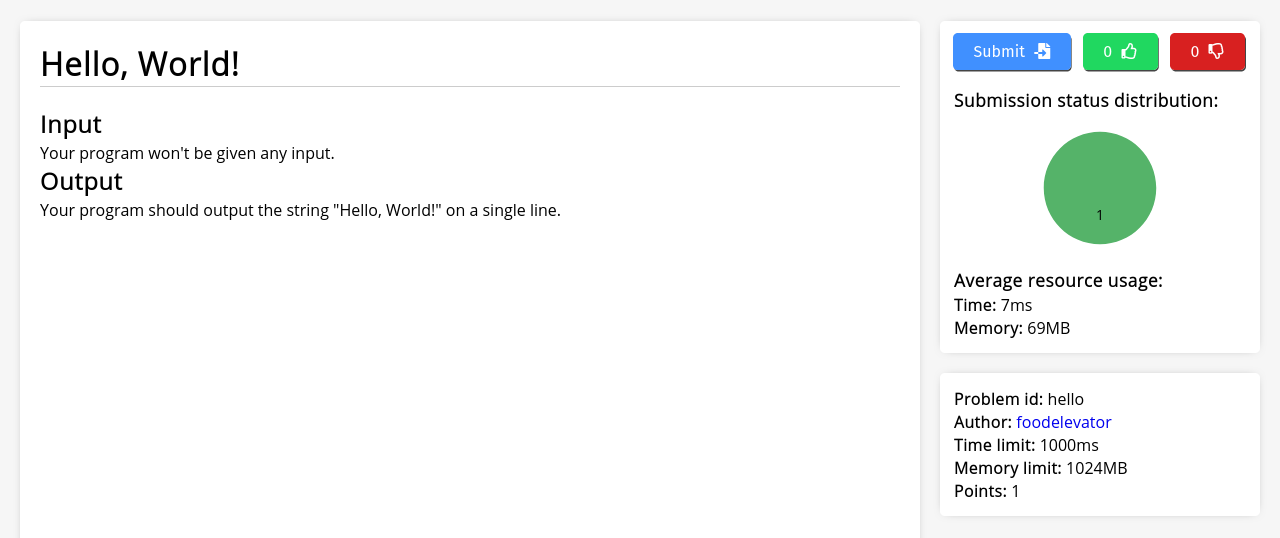 Hello, World!
Input
Your program won't be given any input.
Output
Your program should output the string "Hello, World!" on a single line.
Submit
0
0
Submission status distribution:
1
Average resource usage:
Time: 7ms
Memory: 69MB
Problem id: hello
Author: foodelevator
Time limit: 1000ms
Memory limit: 1024MB
Points: 1